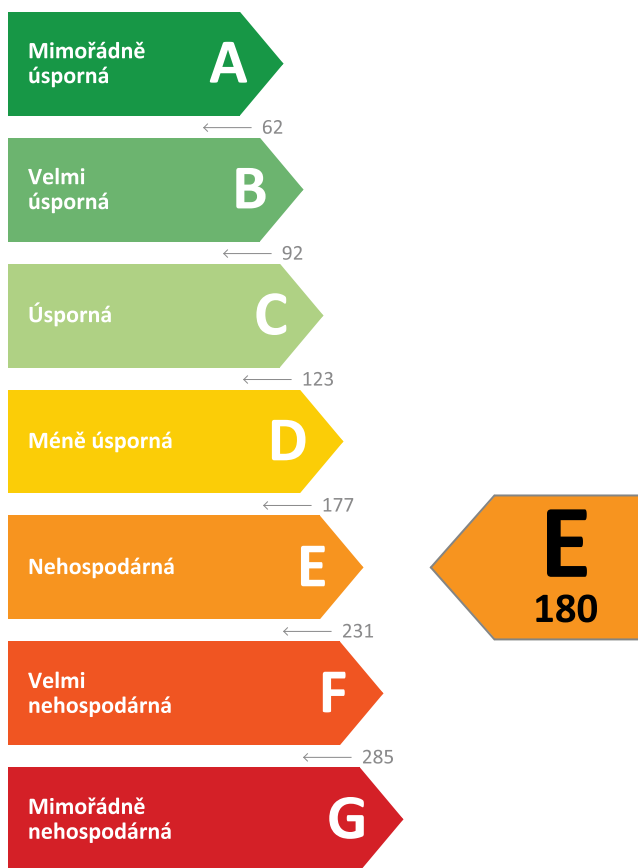 Mimořádně
úsporná
A
62
Velmi
úsporná
B
92
Úsporná
C
123
Méně úsporná
D
177
Nehospodárná
E
E
180
231
Velmi
nehospodárná
F
285
Mimořádně
nehospodárná
G